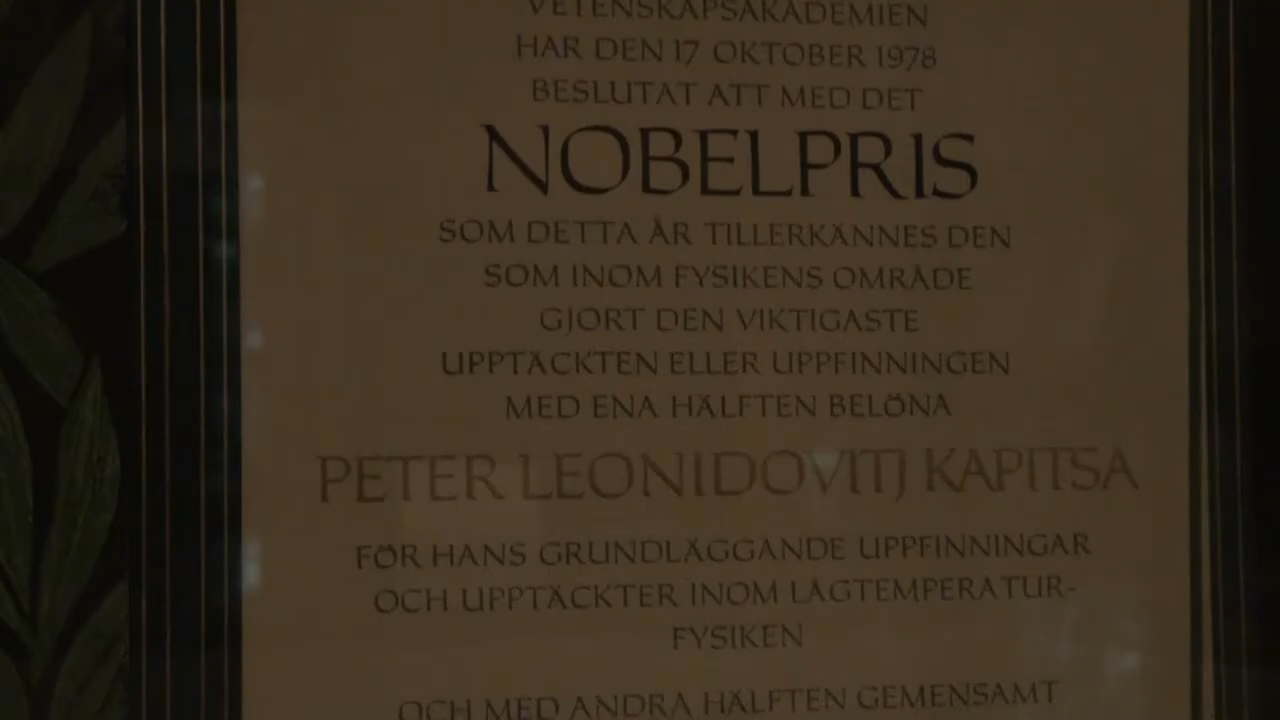 VETENSKAPSAKADEMIEN
HAR DEN 17 OKTOBER 1978
BESLUTAT ATT MED DET
NOBELPRIS
SOM DETTA ÅR TILLERKÄNNES DEN
SOM INOM FYSIKENS OMRÅDE
GJORT DEN VIKTIGASTE
UPPTÄCKTEN ELLER UPPFINNINGEN
MED ENA HÄLFTEN BELÖNA
PETER LEONIDOVITJ KAPITSA
FÖR HANS GRUNDLÄGGANDE UPPFINNINGAR
OCH UPPTÄCKTER INOM LÅGTEMPERATUR-
FYSIKEN
OCH MED ANDRA HÄLFTEN GEMENSAMT